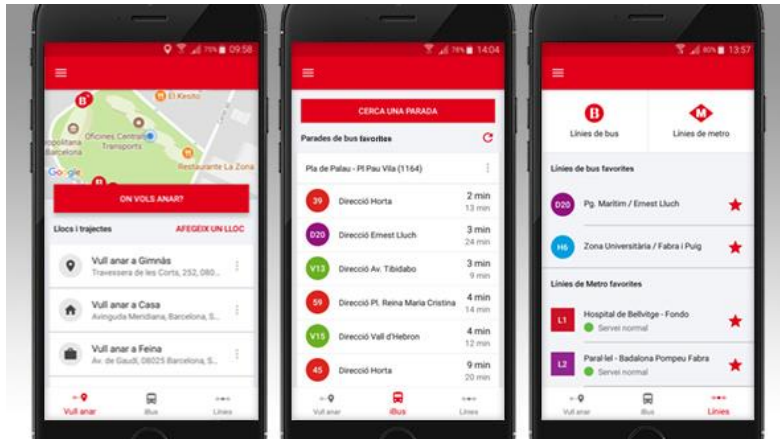 75% 09:58
El Kesito
Oficines Centrals
Transports
Barcelona
Restaurante La Zona
Google
ON VOLS ANAR?
Llocs i trajectes
AFEGEIX UN LLOC
Vull anar a Gimnàs
Travessera de les Corts, 252, 080...
Vull anar a Casa
Avinguda Meridiana, Barcelona, S...
Vull anar a Feina
Av. de Gaudí, 08025 Barcelona, S...
Vull anar
iBus
Línies
78% 14:04
CERCA UNA PARADA
Parades de bus favorites
Pla de Palau - Pl Pau Vila (1164)
39 Direcció Horta 2 min
13 min
D20 Direcció Ernest Lluch 3 min
24 min
V13 Direcció Av. Tibidabo 3 min
9 min
59 Direcció Pl. Reina Maria Cristina 4 min
14 min
V15 Direcció Vall d'Hebron 4 min
12 min
45 Direcció Horta 9 min
20 min
Vull anar
iBus
Línies
80% 13:57
B
M
Línies de bus
Línies de metro
Línies de bus favorites
D20 Pg. Marítim / Ernest Lluch
H6 Zona Universitària / Fabra i Puig
Línies de Metro favorites
L1 Hospital de Bellvitge - Fondo
Servei normal
L2 Paral·lel - Badalona Pompeu Fabra
Servei normal
Vull anar
iBus
Línies